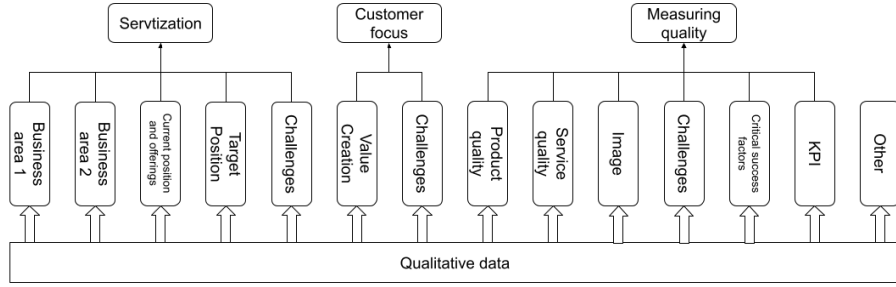 Servtization
Customer
focus
Measuring
quality
Business
area 1
Business
area 2
Current position
and offerings
Target
Position
Challenges
Value
Creation
Challenges
Product
quality
Service
quality
Image
Challenges
Critical success
factors
KPI
Other
Qualitative data